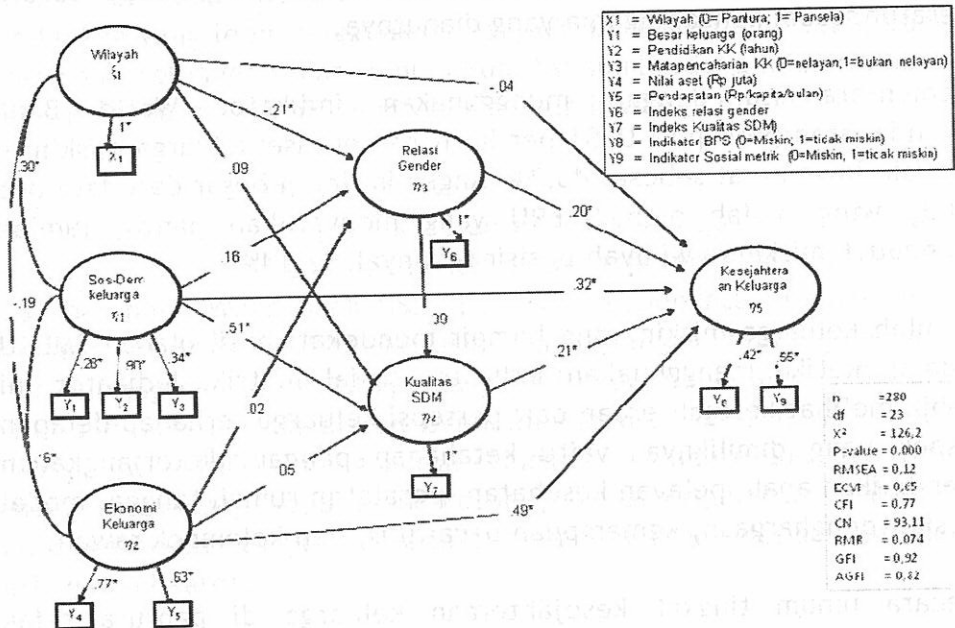 yang dianutnya.
X1 = Wilayah (0= Pantura; 1= Pansela)
Y1 = Besar keluarga (orang)
Y2 = Pendidikan KK (tahun)
Y3 = Matapencaharian KK (0=nelayan,1=bukan nelayan)
Y4 = Nilai aset (Rp juta)
Y5 = Pendapatan (Rp/kapita/bulan)
Y6 = Indeks relasi gender
Y7 = Indeks Kualitas SDM)
Y8 = Indikator BPS (0=Miskin; 1=tidak miskin)
Y9 = Indikator Sosial metrik (0=Miskin, 1=ticak miskin)
Wilayah
ξ1
1*
X1
.30*
-.21*
.09
-.04
Relasi
Gender
η3
1*
Y6
.20*
Sos-Dem
keluarga
η1
.16
.32*
-.19
.51*
.39
.28*
.90*
.34*
Y1
Y2
Y3
Kesejahtera
an Keluarga
η5
.42*
.55*
Y8
Y9
Kualitas
SDM
η4
1*
Y7
.21*
.02
.05
.49*
Ekonomi
Keluarga
η2
.77*
.63*
Y4
Y5
n =280
df =23
X² = 126,2
P-value = 0,000
RMSEA = 0,12
ECVI = 0,65
CFI = 0,77
CN = 93,11
RMR = 0,074
GFI = 0,92
AGFI = 0,82